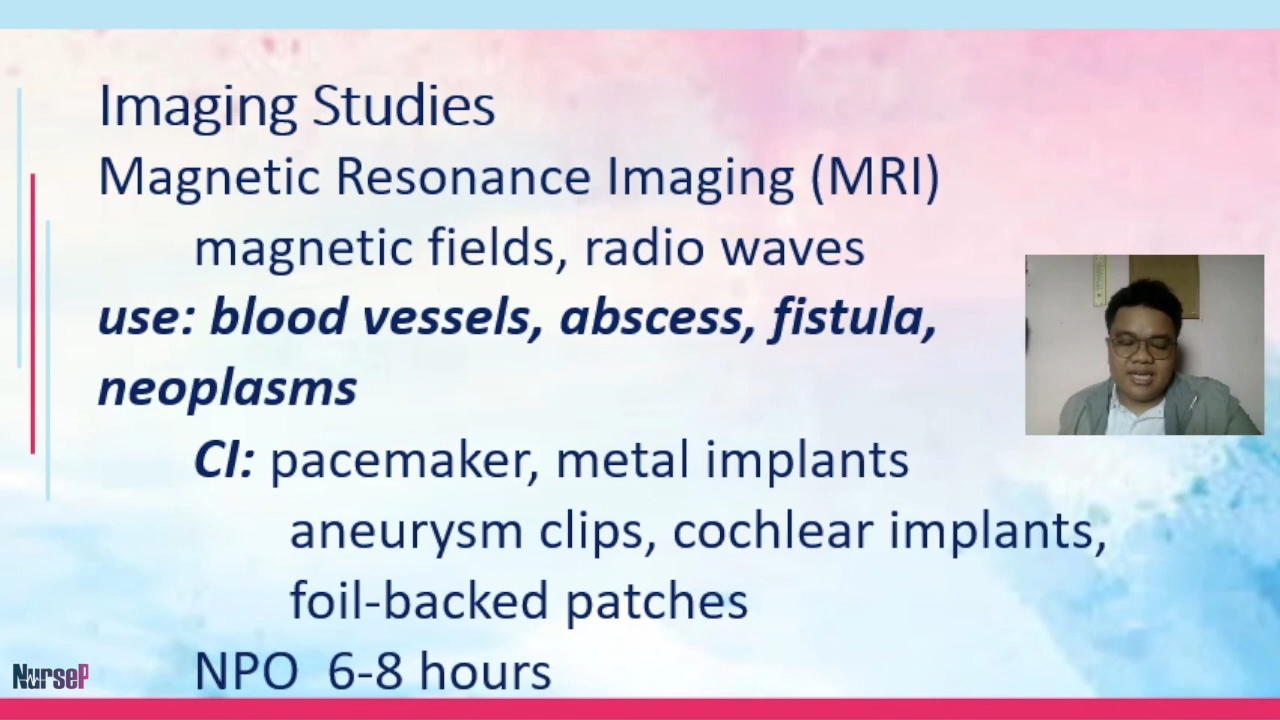 Imaging Studies
Magnetic Resonance Imaging (MRI)
magnetic fields, radio waves
use: blood vessels, abscess, fistula,
neoplasms
CI: pacemaker, metal implants
aneurysm clips, cochlear implants,
foil-backed patches
NPO 6-8 hours
NurseP